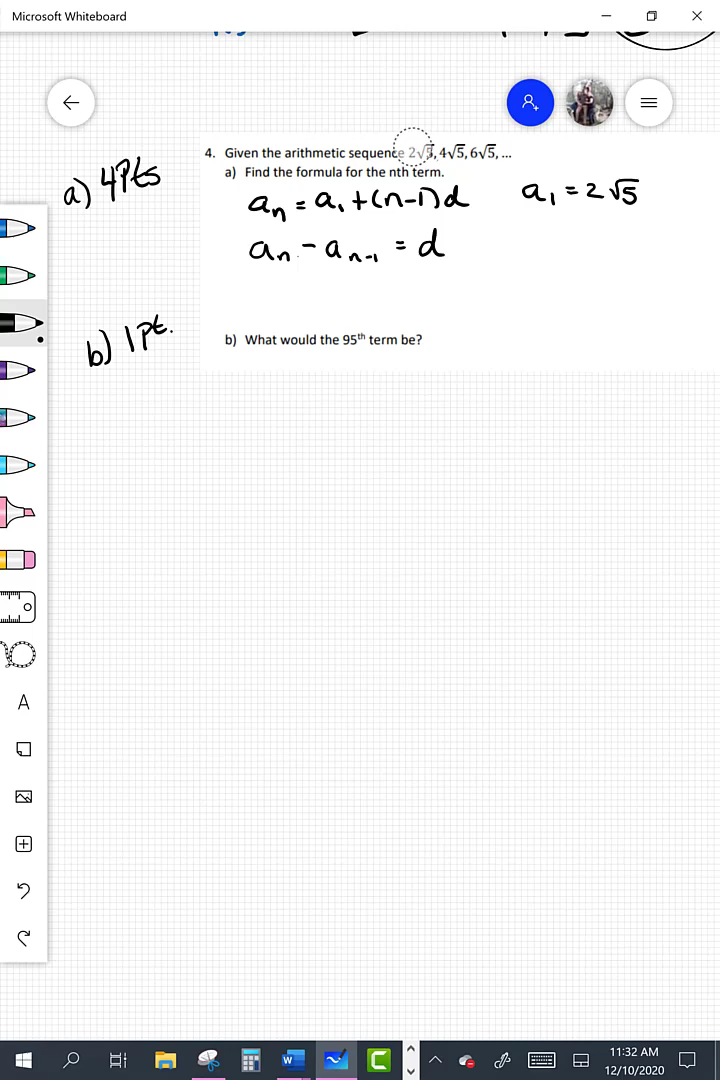 Microsoft Whiteboard
4. Given the arithmetic sequence 2√5, 4√5, 6√5, ...
a) 4pts
a) Find the formula for the nth term.
aₙ = a₁ + (n-1)d
a₁ = 2√5
aₙ - aₙ₋₁ = d
b) 1pt.
b) What would the 95th term be?
A
W
C
11:32 AM
12/10/2020